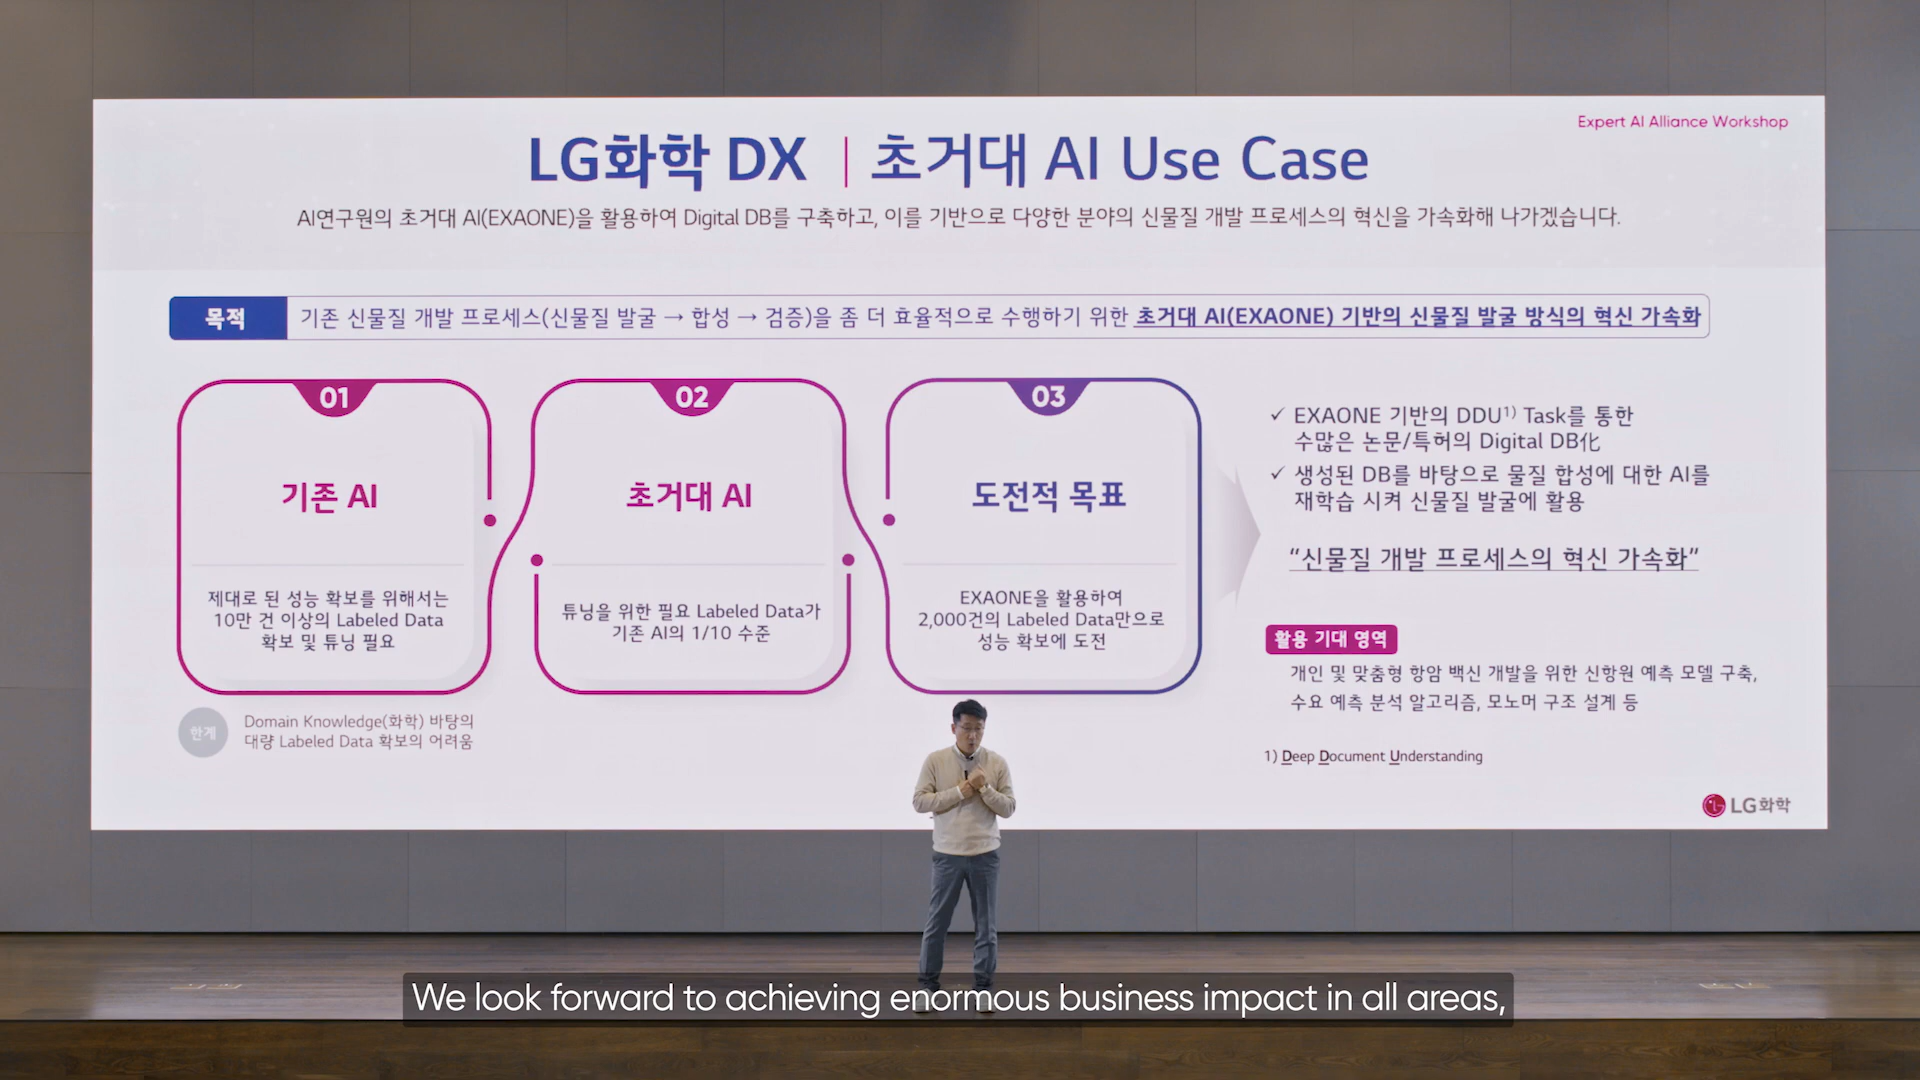 Expert AI Alliance Workshop
LG화학 DX | 초거대 AI Use Case
AI연구원의 초거대 AI(EXAONE)을 활용하여 Digital DB를 구축하고, 이를 기반으로 다양한 분야의 신물질 개발 프로세스의 혁신을 가속화해 나가겠습니다.
목적 기존 신물질 개발 프로세스(신물질 발굴 → 합성 → 검증)을 좀 더 효율적으로 수행하기 위한 초거대 AI(EXAONE) 기반의 신물질 발굴 방식의 혁신 가속화
01
기존 AI
제대로 된 성능 확보를 위해서는
10만 건 이상의 Labeled Data
확보 및 튜닝 필요
한계
Domain Knowledge(화학) 바탕의
대량 Labeled Data 확보의 어려움
02
초거대 AI
튜닝을 위한 필요 Labeled Data가
기존 AI의 1/10 수준
03
도전적 목표
EXAONE을 활용하여
2,000건의 Labeled Data만으로
성능 확보에 도전
✓ EXAONE 기반의 DDU1) Task를 통한
수많은 논문/특허의 Digital DB化
✓ 생성된 DB를 바탕으로 물질 합성에 대한 AI를
재학습 시켜 신물질 발굴에 활용
“신물질 개발 프로세스의 혁신 가속화”
활용 기대 영역
개인 및 맞춤형 항암 백신 개발을 위한 신항원 예측 모델 구축,
수요 예측 분석 알고리즘, 모노머 구조 설계 등
1) Deep Document Understanding
LG화학
We look forward to achieving enormous business impact in all areas,